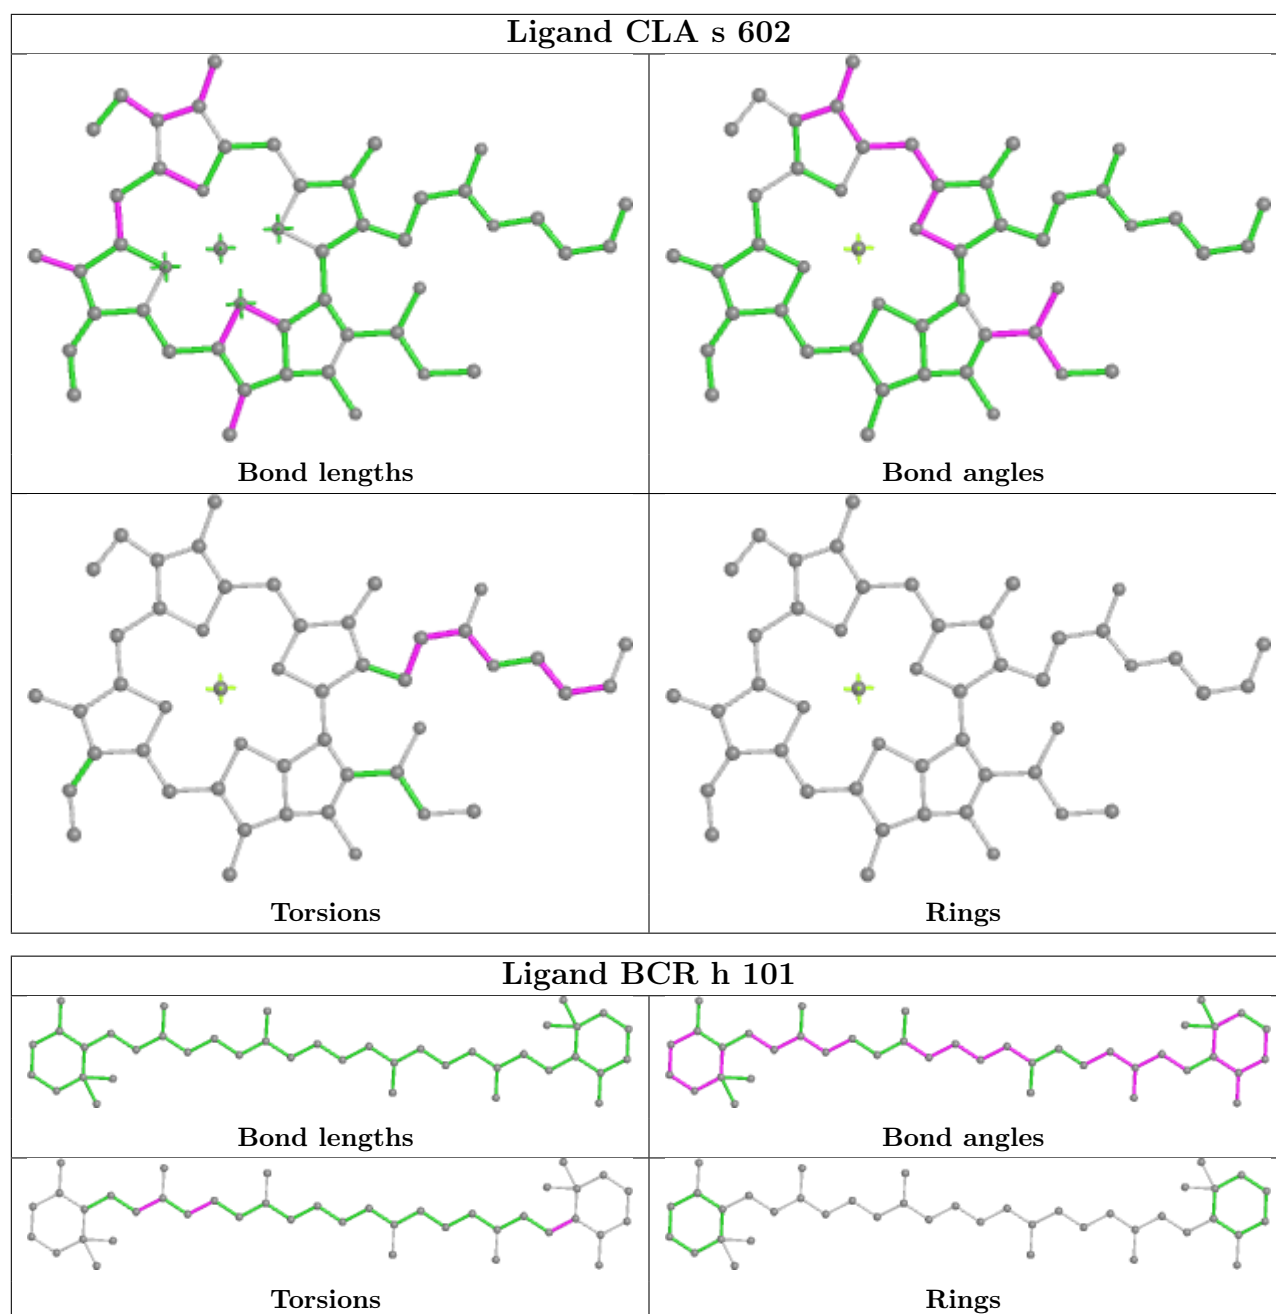 Ligand CLA s 602
Bond lengths
Bond angles
Torsions
Rings
Ligand BCR h 101
Bond lengths
Bond angles
Torsions
Rings